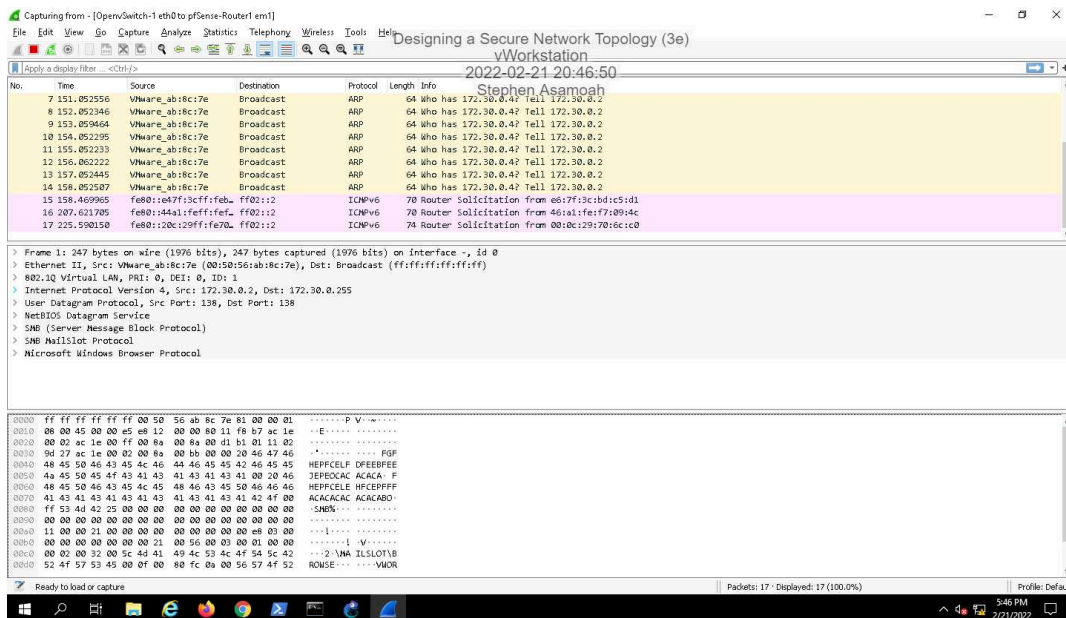 Capturing from - [OpenvSwitch-1 eth0 to pfSense-Router1 em1]
File Edit View Go Capture Analyze Statistics Telephony Wireless Tools Help
Designing a Secure Network Topology (3e)
vWorkstation
2022-02-21 20:46:50
Stephen Asamoah
Apply a display filter ... <Ctrl-/>
No. Time Source Destination Protocol Length Info
7 151.052556 VMware_ab:8c:7e Broadcast ARP 64 Who has 172.30.0.4? Tell 172.30.0.2
8 152.052346 VMware_ab:8c:7e Broadcast ARP 64 Who has 172.30.0.4? Tell 172.30.0.2
9 153.059464 VMware_ab:8c:7e Broadcast ARP 64 Who has 172.30.0.4? Tell 172.30.0.2
10 154.052295 VMware_ab:8c:7e Broadcast ARP 64 Who has 172.30.0.4? Tell 172.30.0.2
11 155.052233 VMware_ab:8c:7e Broadcast ARP 64 Who has 172.30.0.4? Tell 172.30.0.2
12 156.062222 VMware_ab:8c:7e Broadcast ARP 64 Who has 172.30.0.4? Tell 172.30.0.2
13 157.052445 VMware_ab:8c:7e Broadcast ARP 64 Who has 172.30.0.4? Tell 172.30.0.2
14 158.052507 VMware_ab:8c:7e Broadcast ARP 64 Who has 172.30.0.4? Tell 172.30.0.2
15 158.469965 fe80::e47f:3cff:feb… ff02::2 ICMPv6 70 Router Solicitation from e6:7f:3c:bd:c5:d1
16 207.621705 fe80::44a1:feff:fef… ff02::2 ICMPv6 70 Router Solicitation from 46:a1:fe:f7:09:4c
17 225.590150 fe80::20c:29ff:fe70… ff02::2 ICMPv6 74 Router Solicitation from 00:0c:29:70:6c:c0
> Frame 1: 247 bytes on wire (1976 bits), 247 bytes captured (1976 bits) on interface -, id 0
> Ethernet II, Src: VMware_ab:8c:7e (00:50:56:ab:8c:7e), Dst: Broadcast (ff:ff:ff:ff:ff:ff)
> 802.1Q Virtual LAN, PRI: 0, DEI: 0, ID: 1
> Internet Protocol Version 4, Src: 172.30.0.2, Dst: 172.30.0.255
> User Datagram Protocol, Src Port: 138, Dst Port: 138
> NetBIOS Datagram Service
> SMB (Server Message Block Protocol)
> SMB MailSlot Protocol
> Microsoft Windows Browser Protocol
0000 ff ff ff ff ff ff 00 50 56 ab 8c 7e 81 00 00 01 ·······P V··~····
0010 08 00 45 00 00 e5 e8 12 00 00 80 11 f8 b7 ac 1e ··E····· ········
0020 00 02 ac 1e 00 ff 00 8a 00 8a 00 d1 b1 01 11 02 ········ ········
0030 9d 27 ac 1e 00 02 00 8a 00 bb 00 00 20 46 47 46 ·'······ ···· FGF
0040 48 45 50 46 43 45 4c 46 44 46 45 45 42 46 45 45 HEPFCELF DFEEBFEE
0050 4a 45 50 45 4f 43 41 43 41 43 41 43 41 00 20 46 JEPEOCAC ACACA· F
0060 48 45 50 46 43 45 4c 45 48 46 43 45 50 46 46 46 HEPFCELE HFCEPFFF
0070 41 43 41 43 41 43 41 43 41 43 41 43 41 42 4f 00 ACACACAC ACACABO·
0080 ff 53 4d 42 25 00 00 00 00 00 00 00 00 00 00 00 ·SMB%··· ········
0090 00 00 00 00 00 00 00 00 00 00 00 00 00 00 00 00 ········ ········
00a0 11 00 00 21 00 00 00 00 00 00 00 00 00 e8 03 00 ···!···· ········
00b0 00 00 00 00 00 00 00 21 00 56 00 03 00 01 00 00 ·······! ·V······
00c0 00 02 00 32 00 5c 4d 41 49 4c 53 4c 4f 54 5c 42 ···2·\MA ILSLOT\B
00d0 52 4f 57 53 45 00 0f 00 80 fc 0a 00 56 57 4f 52 ROWSE··· ····VWOR
Ready to load or capture Packets: 17 · Displayed: 17 (100.0%) Profile: Defau
5:46 PM
2/21/2022